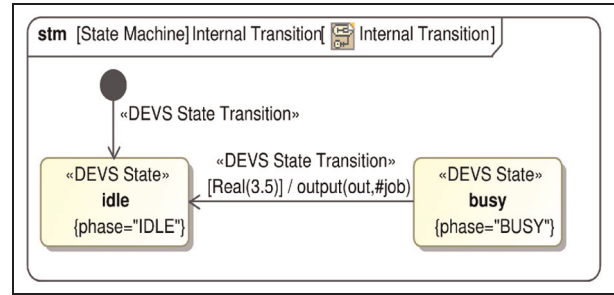 stm [State Machine] Internal Transition[ Internal Transition]
«DEVS State Transition»
«DEVS State»
idle
{phase="IDLE"}
«DEVS State Transition»
[Real(3.5)] / output(out,#job)
«DEVS State»
busy
{phase="BUSY"}